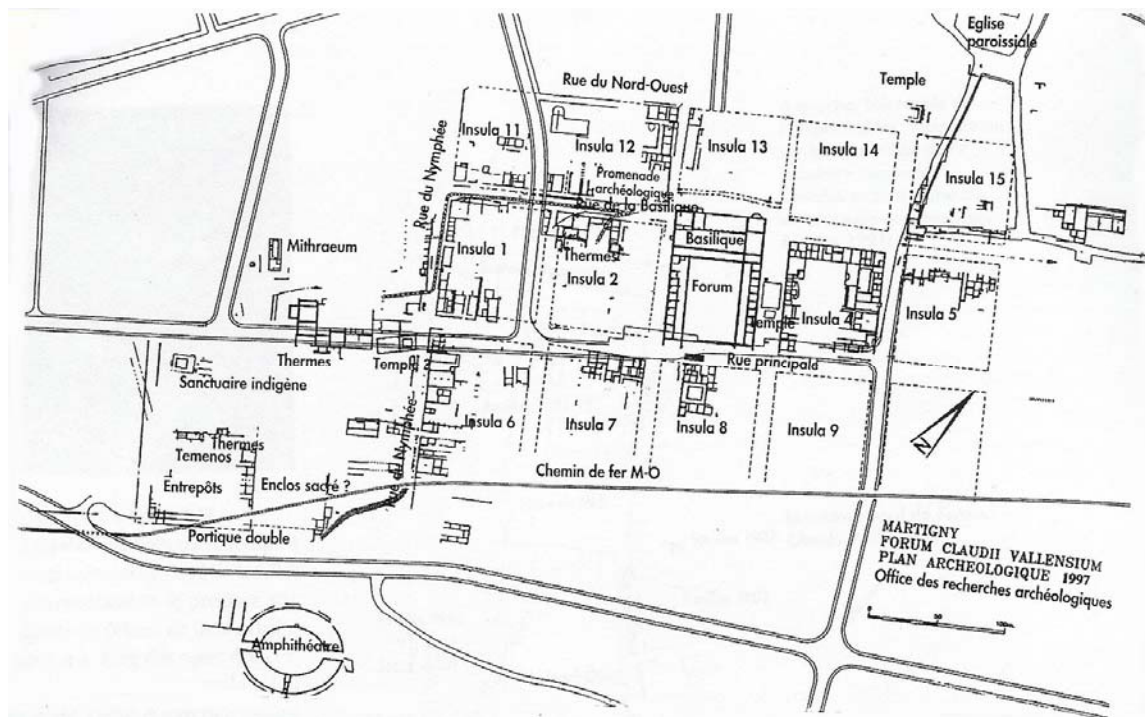 Eglise
paroissiale
Temple
Rue du Nord-Ouest
Insula 11
Insula 12
Insula 13
Insula 14
Insula 15
Promenade
archéologique
Rue de la Basilique
Rue du Nymphée
Mithraeum
Insula 1
Thermes
Insula 2
Basilique
Forum
Temple
Insula 4
Insula 5
Thermes
Temple 2
Rue principale
Sanctuaire indigène
Insula 6
Insula 7
Insula 8
Insula 9
N
Thermes
Temenos
Entrepôts
Enclos sacré ?
Rue du Nymphée
Chemin de fer M-O
Portique double
Amphithéâtre
MARTIGNY
FORUM CLAUDII VALLENSIUM
PLAN ARCHEOLOGIQUE 1997
Office des recherches archéologiques
0 50 100m